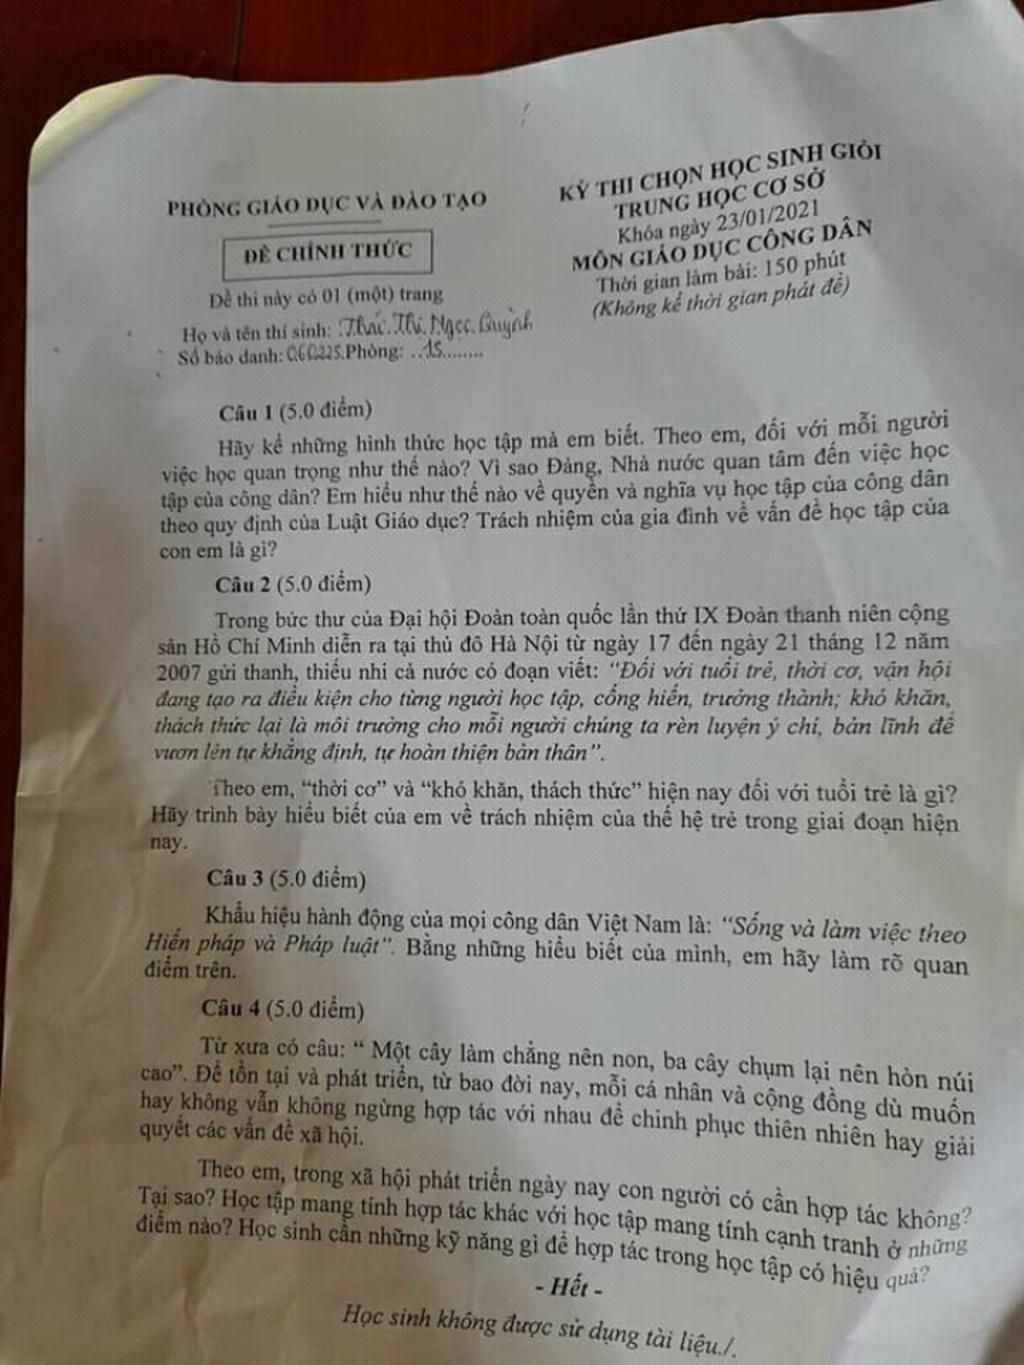 PHÒNG GIÁO DỤC VÀ ĐÀO TẠO
ĐỀ CHÍNH THỨC
Đề thi này có 01 (một) trang
Họ và tên thí sinh: Thái Thị Ngọc Quỳnh
Số báo danh: 060225. Phòng: ..15........
KỲ THI CHỌN HỌC SINH GIỎI
TRUNG HỌC CƠ SỞ
Khóa ngày 23/01/2021
MÔN GIÁO DỤC CÔNG DÂN
Thời gian làm bài: 150 phút
(Không kể thời gian phát đề)
Câu 1 (5.0 điểm)
Hãy kể những hình thức học tập mà em biết. Theo em, đối với mỗi người
việc học quan trọng như thế nào? Vì sao Đảng, Nhà nước quan tâm đến việc học
tập của công dân? Em hiểu như thế nào về quyền và nghĩa vụ học tập của công dân
theo quy định của Luật Giáo dục? Trách nhiệm của gia đình về vấn đề học tập của
con em là gì?
Câu 2 (5.0 điểm)
Trong bức thư của Đại hội Đoàn toàn quốc lần thứ IX Đoàn thanh niên cộng
sản Hồ Chí Minh diễn ra tại thủ đô Hà Nội từ ngày 17 đến ngày 21 tháng 12 năm
2007 gửi thanh, thiếu nhi cả nước có đoạn viết: "Đối với tuổi trẻ, thời cơ, vận hội
đang tạo ra điều kiện cho từng người học tập, cống hiến, trưởng thành; khó khăn,
thách thức lại là môi trường cho mỗi người chúng ta rèn luyện ý chí, bản lĩnh để
vươn lên tự khẳng định, tự hoàn thiện bản thân".
Theo em, "thời cơ" và "khó khăn, thách thức" hiện nay đối với tuổi trẻ là gì?
Hãy trình bày hiểu biết của em về trách nhiệm của thế hệ trẻ trong giai đoạn hiện
nay.
Câu 3 (5.0 điểm)
Khẩu hiệu hành động của mọi công dân Việt Nam là: "Sống và làm việc theo
Hiến pháp và Pháp luật". Bằng những hiểu biết của mình, em hãy làm rõ quan
điểm trên.
Câu 4 (5.0 điểm)
Từ xưa có câu: " Một cây làm chẳng nên non, ba cây chụm lại nên hòn núi
cao". Để tồn tại và phát triển, từ bao đời nay, mỗi cá nhân và cộng đồng dù muốn
hay không vẫn không ngừng hợp tác với nhau để chinh phục thiên nhiên hay giải
quyết các vấn đề xã hội.
Theo em, trong xã hội phát triển ngày nay con người có cần hợp tác không?
Tại sao? Học tập mang tính hợp tác khác với học tập mang tính cạnh tranh ở những
điểm nào? Học sinh cần những kỹ năng gì để hợp tác trong học tập có hiệu quả?
- Hết -
Học sinh không được sử dụng tài liệu./.